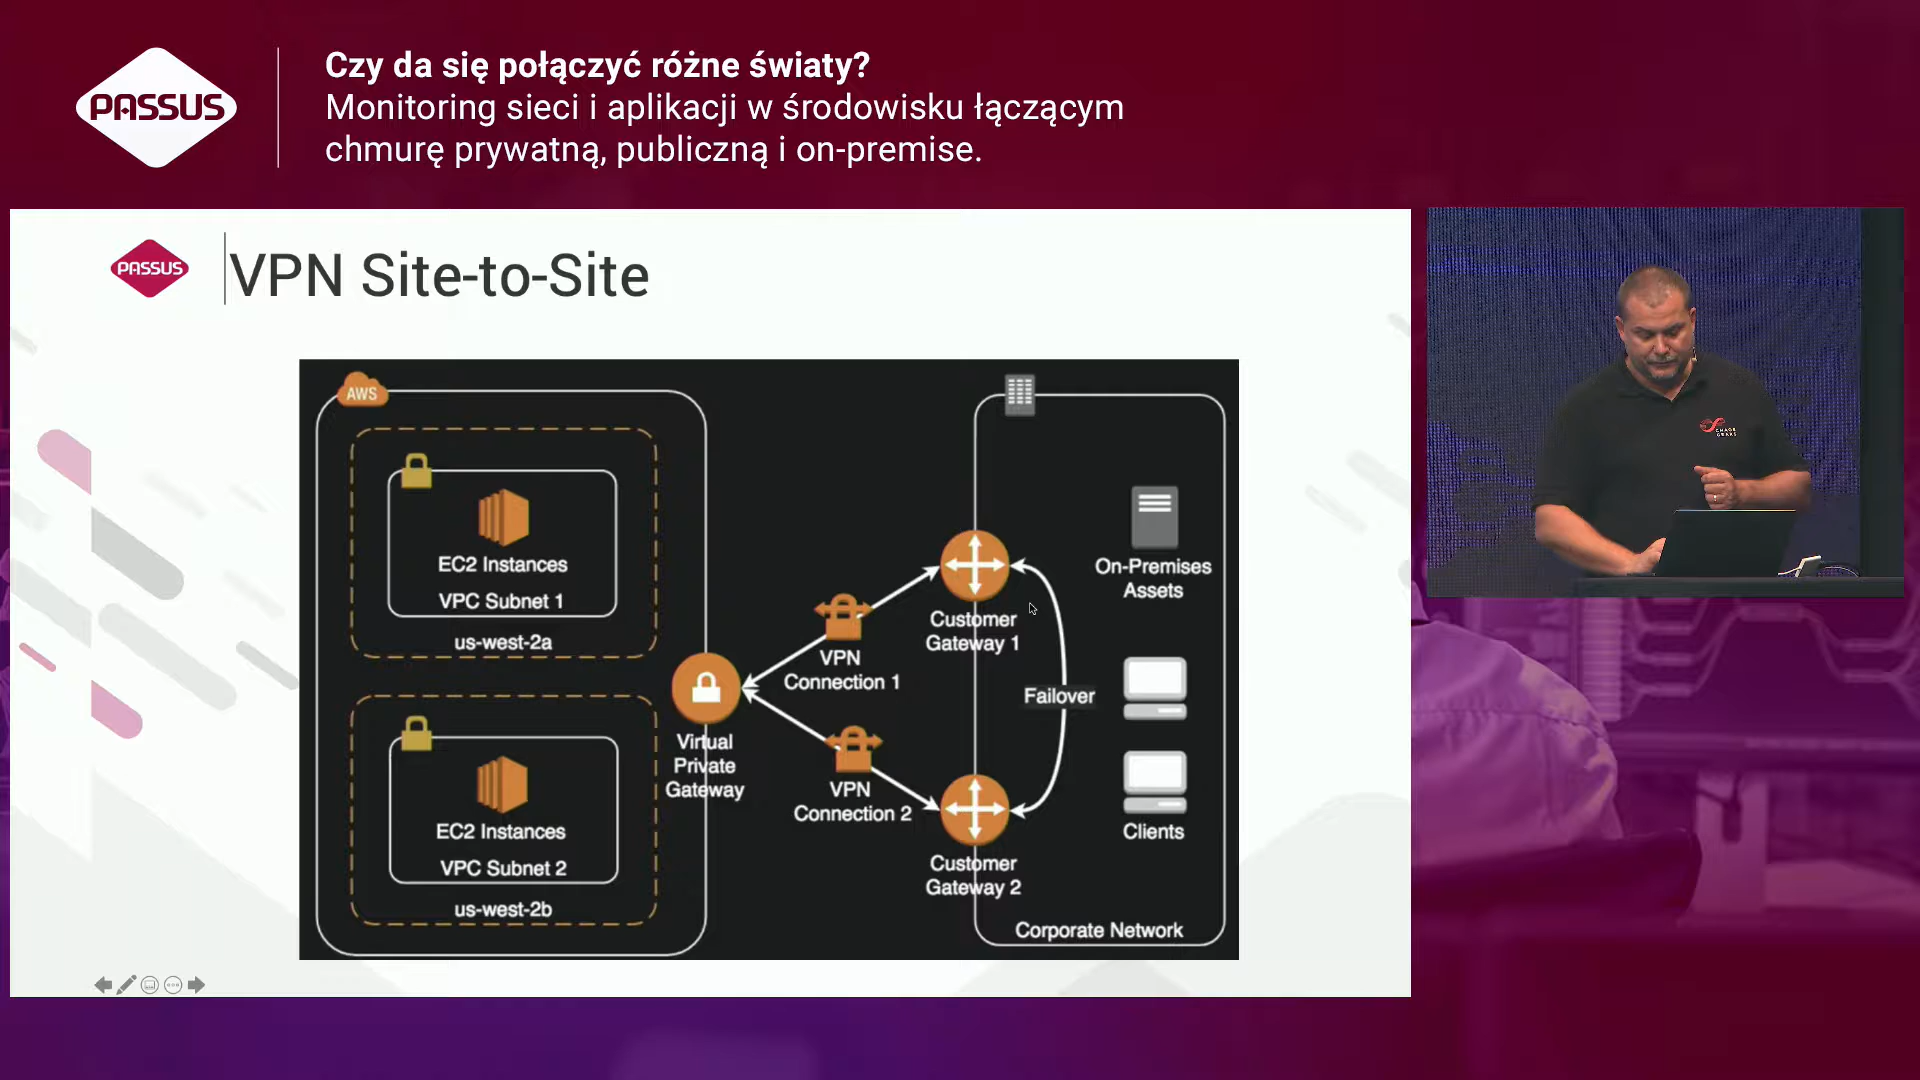 PASSUS
Czy da się połączyć różne światy?
Monitoring sieci i aplikacji w środowisku łączącym
chmurę prywatną, publiczną i on-premise.
PASSUS
VPN Site-to-Site
AWS
EC2 Instances
VPC Subnet 1
us-west-2a
EC2 Instances
VPC Subnet 2
us-west-2b
Virtual
Private
Gateway
VPN
Connection 1
VPN
Connection 2
Customer
Gateway 1
Failover
Customer
Gateway 2
On-Premises
Assets
Clients
Corporate Network